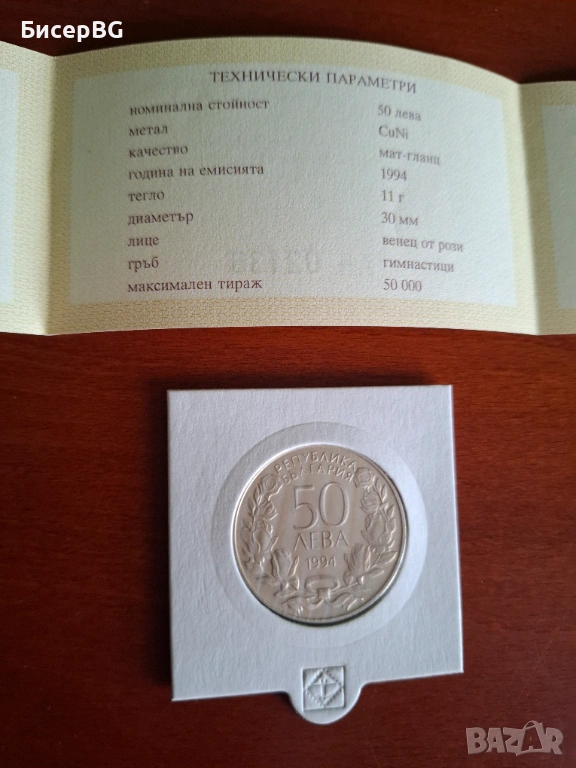 БисерBG
ТЕХНИЧЕСКИ ПАРАМЕТРИ
номинална стойност 50 лева
метал CuNi
качество мат-гланц
година на емисията 1994
тегло 11 г
диаметър 30 мм
лице венец от рози
гръб гимнастици
максимален тираж 50 000
РЕПУБЛИКА
БЪЛГАРИЯ
50
ЛЕВА
1994
BAZAR